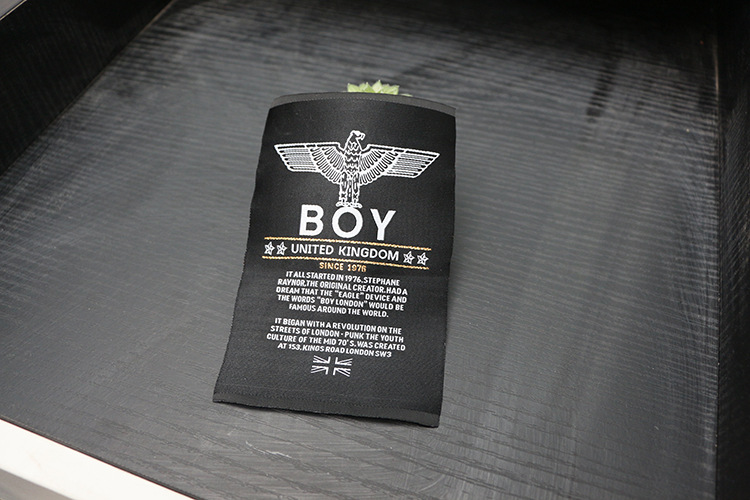 BOY
UNITED KINGDOM
SINCE 1976
IT ALL STARTED IN 1976. STEPHANE
RAYNOR, THE ORIGINAL CREATOR. HAD A
DREAM THAT THE "EAGLE" DEVICE AND
THE WORDS "BOY LONDON" WOULD BE
FAMOUS AROUND THE WORLD.
IT BEGAN WITH A REVOLUTION ON THE
STREETS OF LONDON - PUNK THE YOUTH
CULTURE OF THE MID 70'S. WAS CREATED
AT 153. KINGS ROAD LONDON SW3